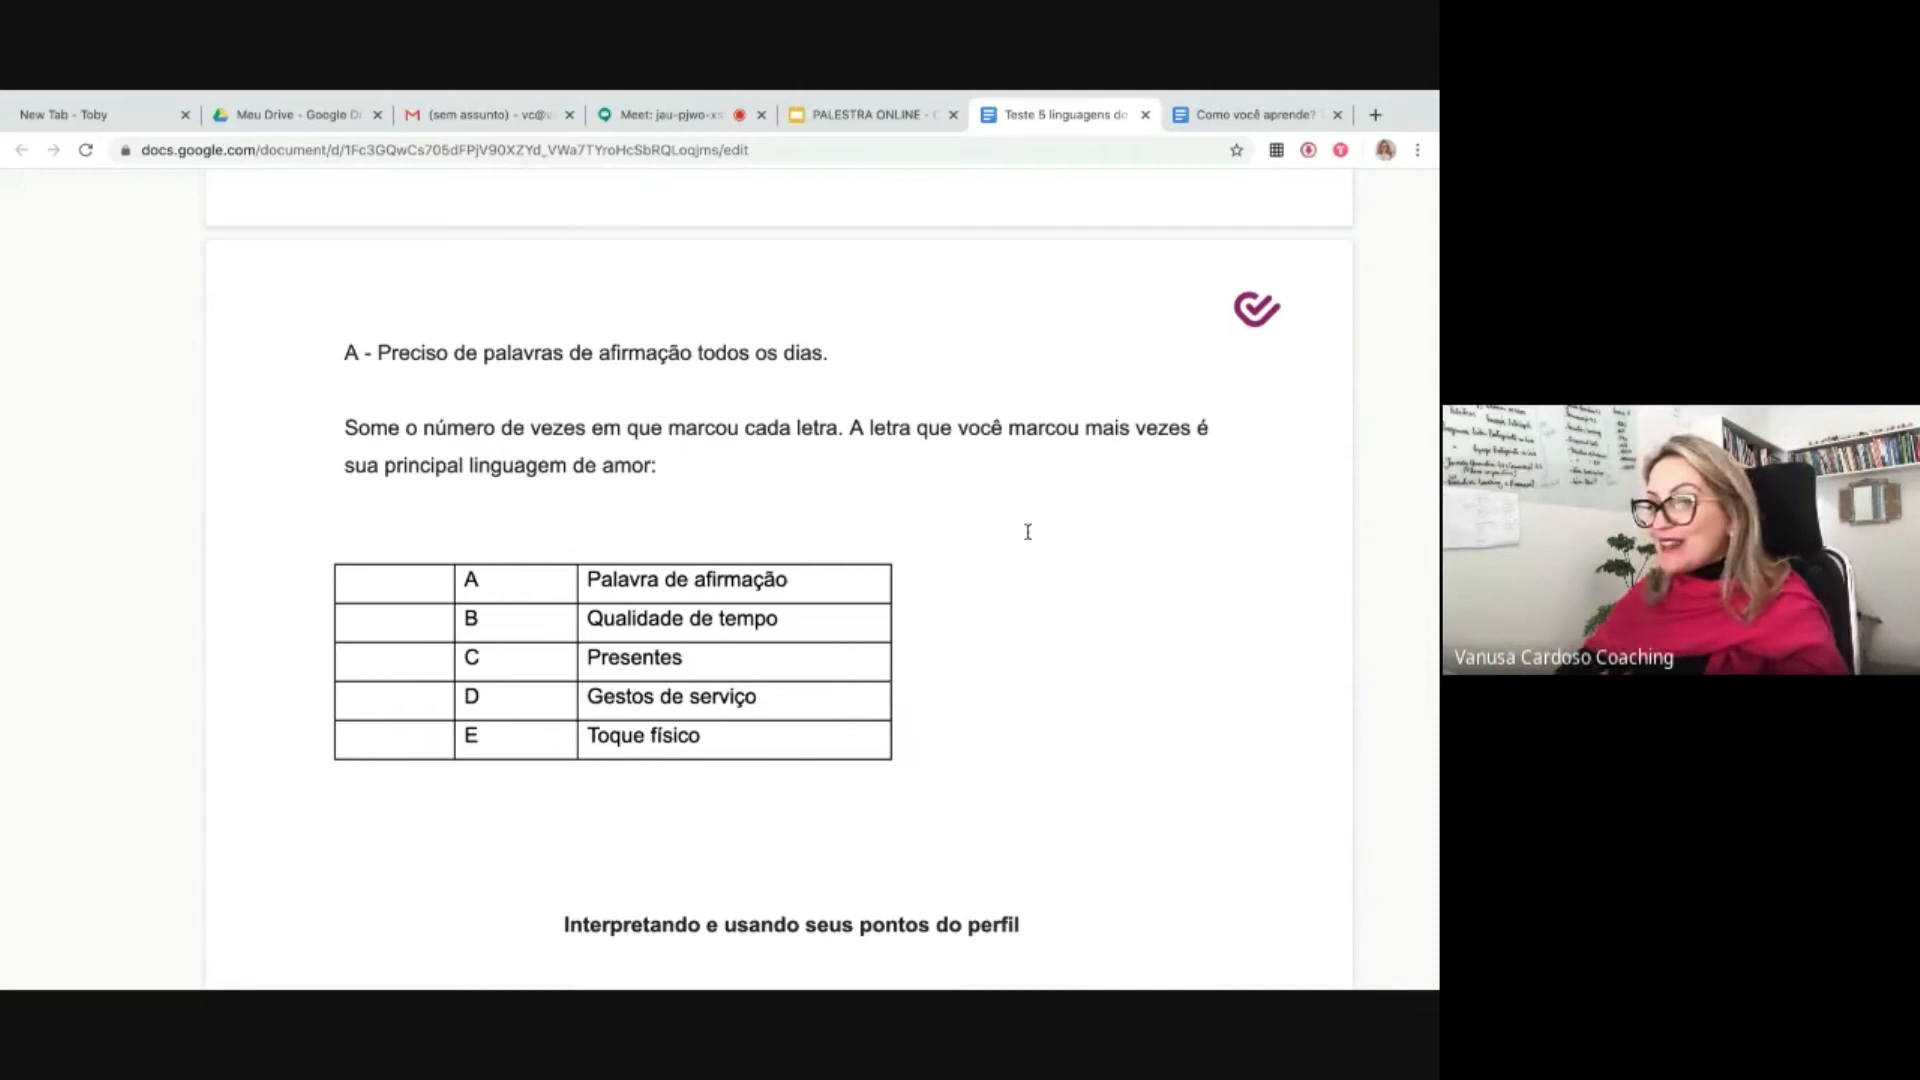 New Tab - Toby
Meu Drive - Google Dr
(sem assunto) - vc@v
Meet: jau-pjwo-xs
PALESTRA ONLINE - C
Teste 5 linguagens do
Como você aprende? T
docs.google.com/document/d/1Fc3GQwCs705dFPjV90XZYd_VWa7TYroHcSbRQLoqjms/edit
A - Preciso de palavras de afirmação todos os dias.
Some o número de vezes em que marcou cada letra. A letra que você marcou mais vezes é
sua principal linguagem de amor:
A Palavra de afirmação
B Qualidade de tempo
C Presentes
D Gestos de serviço
E Toque físico
Interpretando e usando seus pontos do perfil
Vanusa Cardoso Coaching